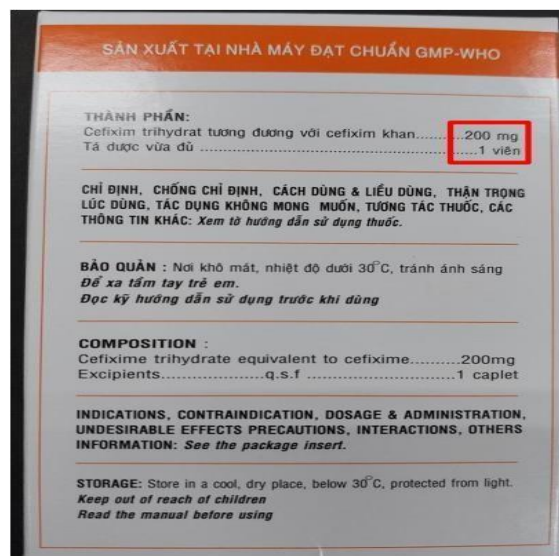 SẢN XUẤT TẠI NHÀ MÁY ĐẠT CHUẨN GMP-WHO
THÀNH PHẦN:
Cefixim trihydrat tương đương với cefixim khan..........200 mg
Tá dược vừa đủ ......................................................1 viên
CHỈ ĐỊNH, CHỐNG CHỈ ĐỊNH, CÁCH DÙNG & LIỀU DÙNG, THẬN TRỌNG
LÚC DÙNG, TÁC DỤNG KHÔNG MONG MUỐN, TƯƠNG TÁC THUỐC, CÁC
THÔNG TIN KHÁC: Xem tờ hướng dẫn sử dụng thuốc.
BẢO QUẢN : Nơi khô mát, nhiệt độ dưới 30°C, tránh ánh sáng
Để xa tầm tay trẻ em.
Đọc kỹ hướng dẫn sử dụng trước khi dùng
COMPOSITION :
Cefixime trihydrate equivalent to cefixime..........200mg
Excipients....................q.s.f .............................1 caplet
INDICATIONS, CONTRAINDICATION, DOSAGE & ADMINISTRATION,
UNDESIRABLE EFFECTS PRECAUTIONS, INTERACTIONS, OTHERS
INFORMATION: See the package insert.
STORAGE: Store in a cool, dry place, below 30°C, protected from light.
Keep out of reach of children
Read the manual before using